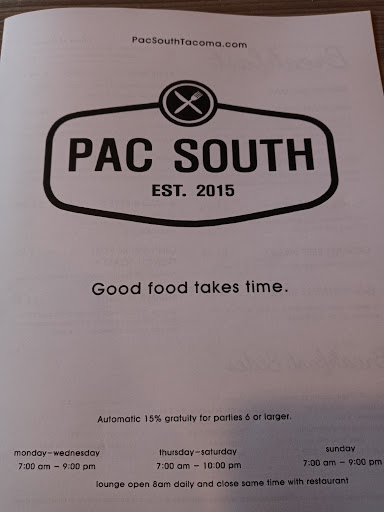 PacSouthTacoma.com
PAC SOUTH
EST. 2015
Good food takes time.
Automatic 15% gratuity for parties 6 or larger.
monday-wednesday thursday-saturday sunday
7:00 am - 9:00 pm 7:00 am - 10:00 pm 7:00 am - 9:00 pm
lounge open 8am daily and close same time with restaurant